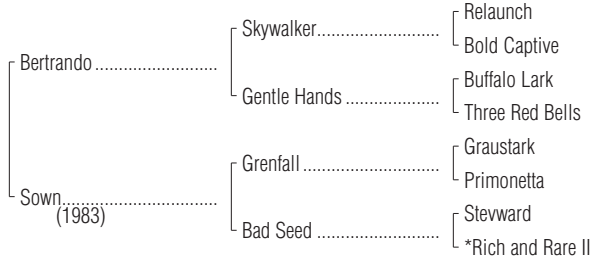 Relaunch
Skywalker..............................
Bold Captive
Bertrando ..............................
Buffalo Lark
Gentle Hands .......................
Three Red Bells
Graustark
Grenfall..................................
Primonetta
Sown.......................................
(1983)
Stevward
Bad Seed ..............................
*Rich and Rare II